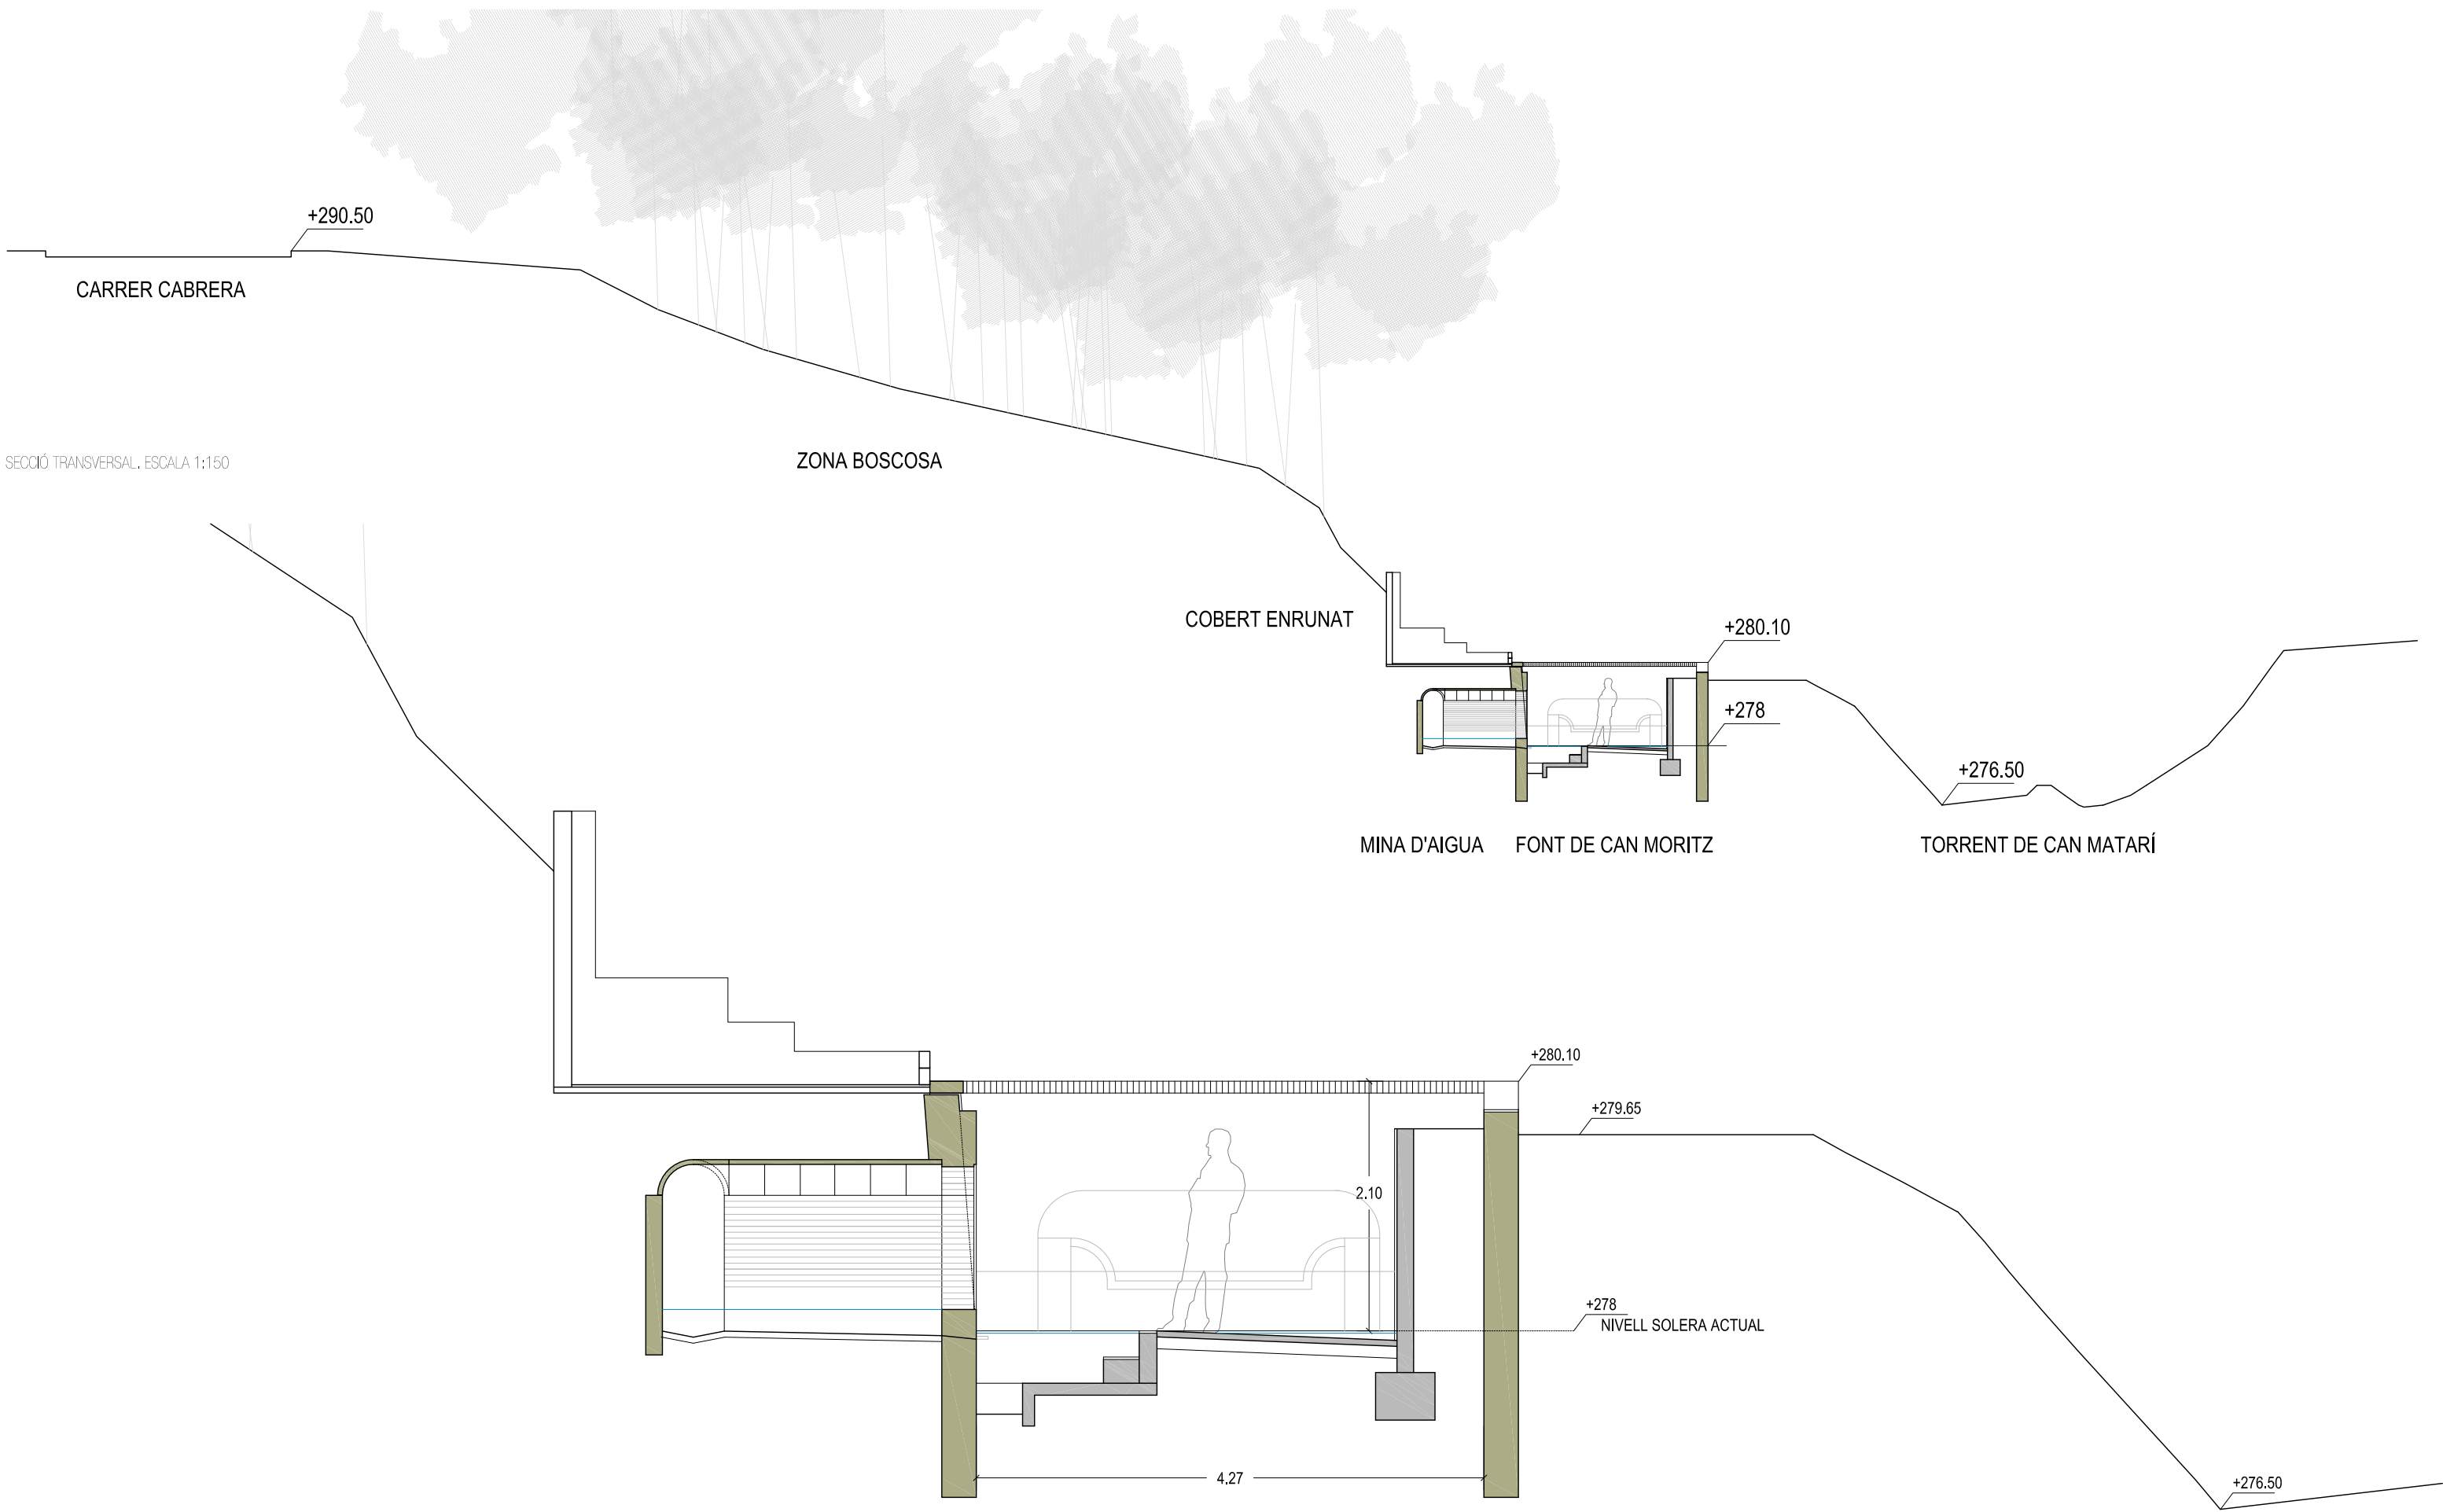 +290.50
CARRER CABRERA
SECCIÓ TRANSVERSAL. ESCALA 1:150
ZONA BOSCOSA
COBERT ENRUNAT
+280.10
+278
+276.50
MINA D'AIGUA
FONT DE CAN MORITZ
TORRENT DE CAN MATARÍ
+280.10
+279.65
2.10
+278
NIVELL SOLERA ACTUAL
4.27
+276.50